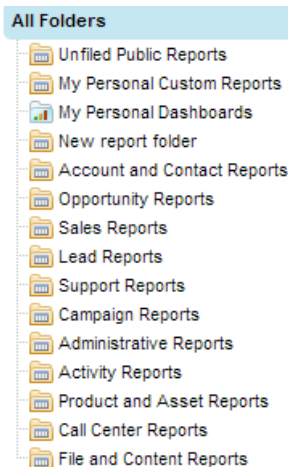 All Folders
Unfiled Public Reports
My Personal Custom Reports
My Personal Dashboards
New report folder
Account and Contact Reports
Opportunity Reports
Sales Reports
Lead Reports
Support Reports
Campaign Reports
Administrative Reports
Activity Reports
Product and Asset Reports
Call Center Reports
File and Content Reports